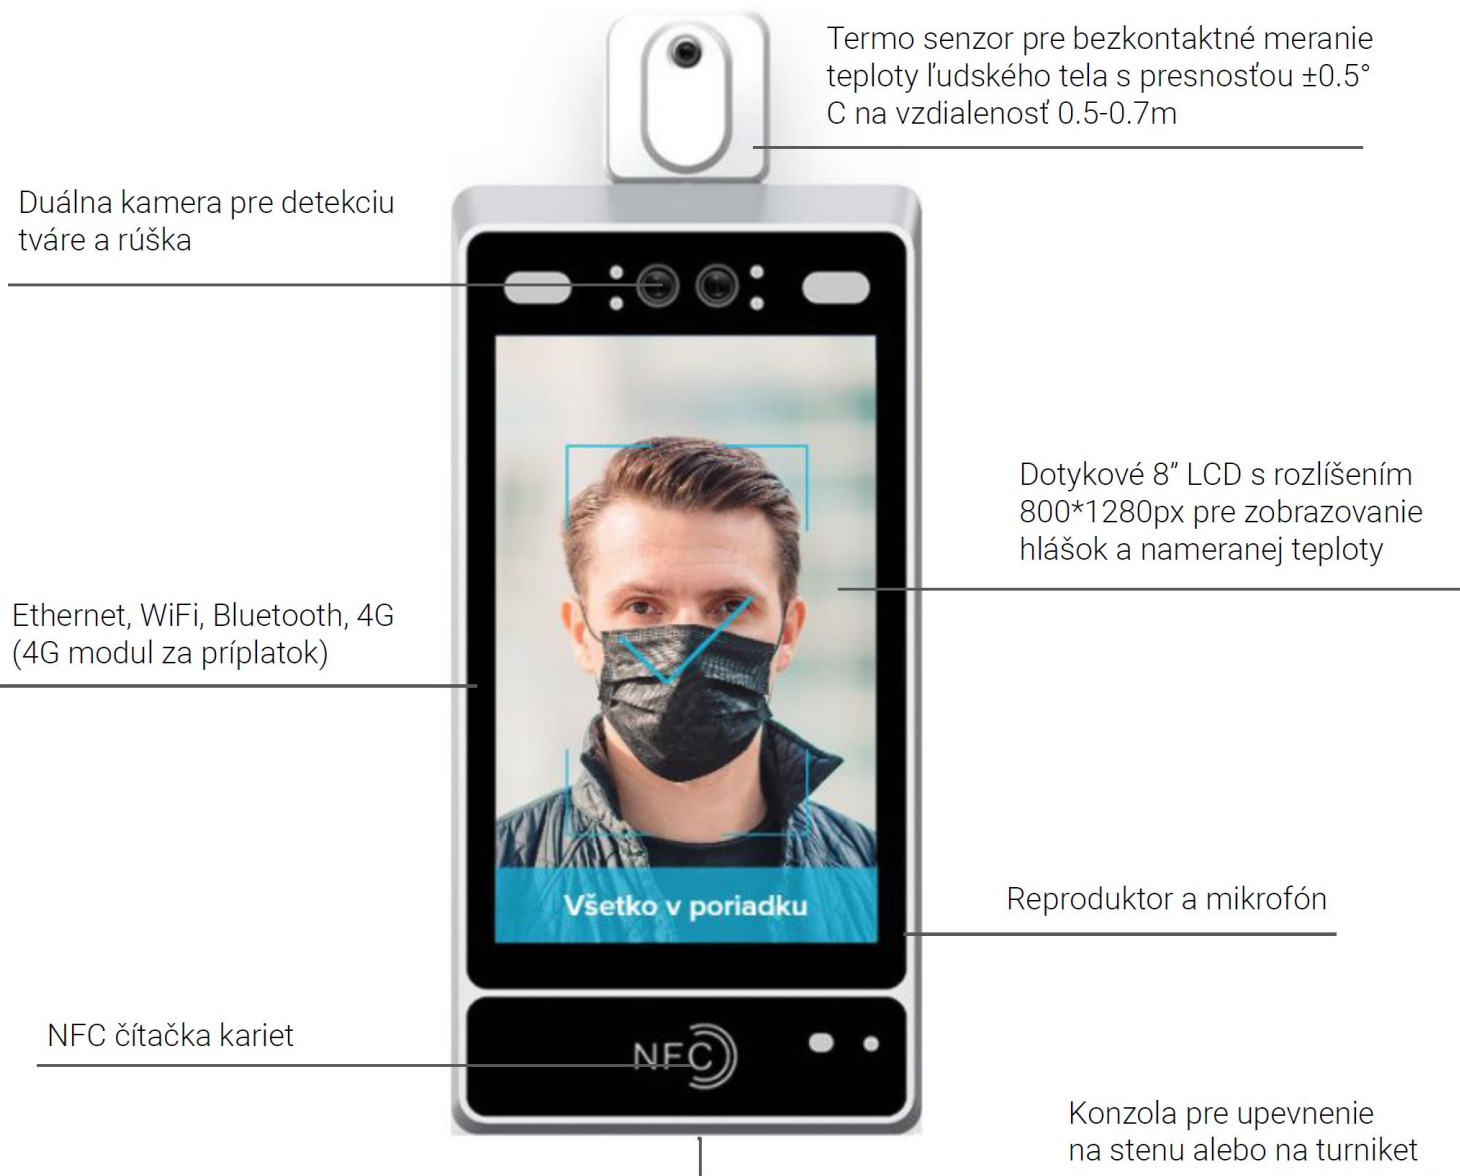 Termo senzor pre bezkontaktné meranie
teploty ľudského tela s presnosťou ±0.5°
C na vzdialenosť 0.5-0.7m
Duálna kamera pre detekciu
tváre a rúška
Dotykové 8” LCD s rozlíšením
800*1280px pre zobrazovanie
hlášok a nameranej teploty
Ethernet, WiFi, Bluetooth, 4G
(4G modul za príplatok)
Všetko v poriadku
Reproduktor a mikrofón
NFC čítačka kariet
NFC
Konzola pre upevnenie
na stenu alebo na turniket